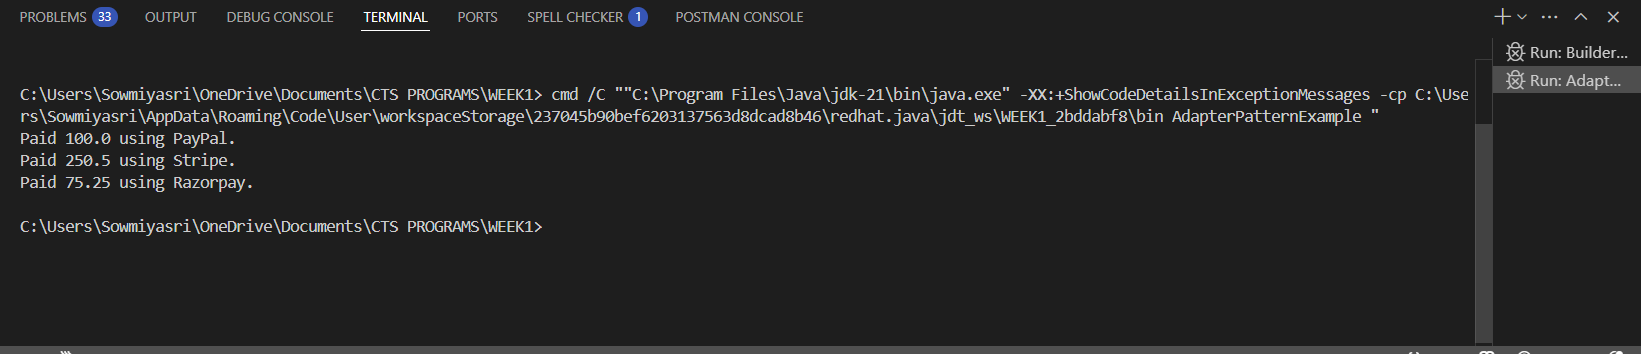 PROBLEMS 33 OUTPUT DEBUG CONSOLE TERMINAL PORTS SPELL CHECKER 1 POSTMAN CONSOLE
Run: Builder...
Run: Adapt...
C:\Users\Sowmiyasri\OneDrive\Documents\CTS PROGRAMS\WEEK1> cmd /C ""C:\Program Files\Java\jdk-21\bin\java.exe" -XX:+ShowCodeDetailsInExceptionMessages -cp C:\Use
rs\Sowmiyasri\AppData\Roaming\Code\User\workspaceStorage\237045b90bef6203137563d8dcad8b46\redhat.java\jdt_ws\WEEK1_2bddabf8\bin AdapterPatternExample "
Paid 100.0 using PayPal.
Paid 250.5 using Stripe.
Paid 75.25 using Razorpay.
C:\Users\Sowmiyasri\OneDrive\Documents\CTS PROGRAMS\WEEK1>